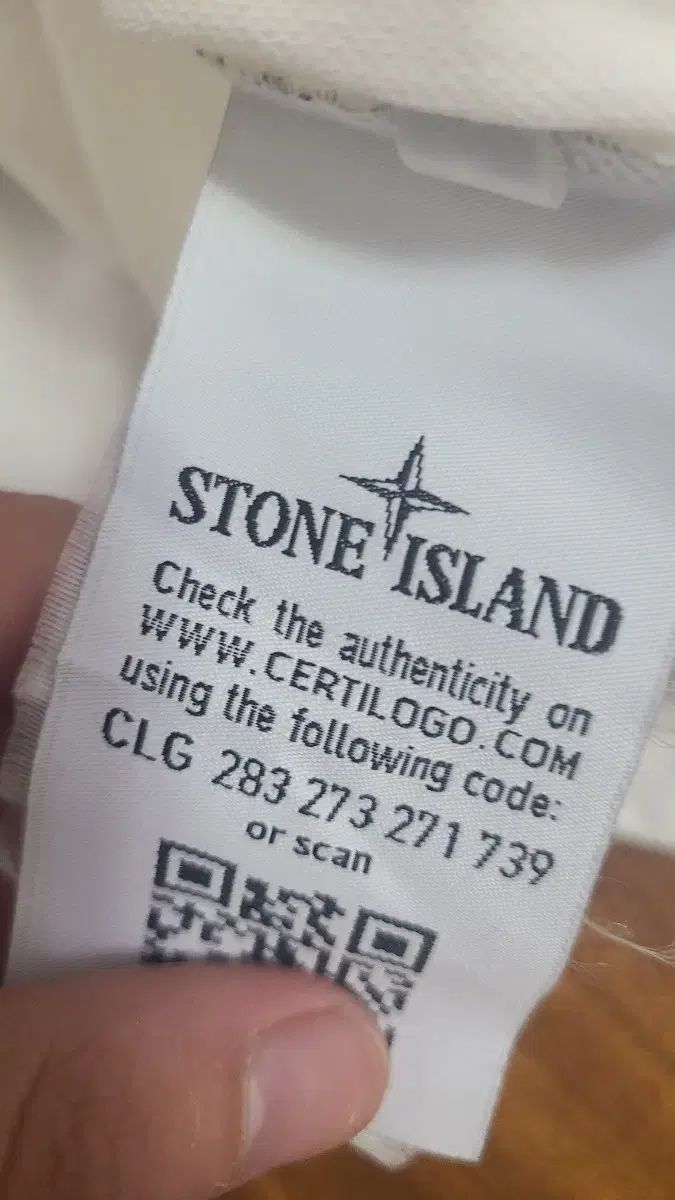 STONE ISLAND
Check the authenticity on
WWW.CERTILOGO.COM
using the following code:
CLG 283 273 271 739
or scan